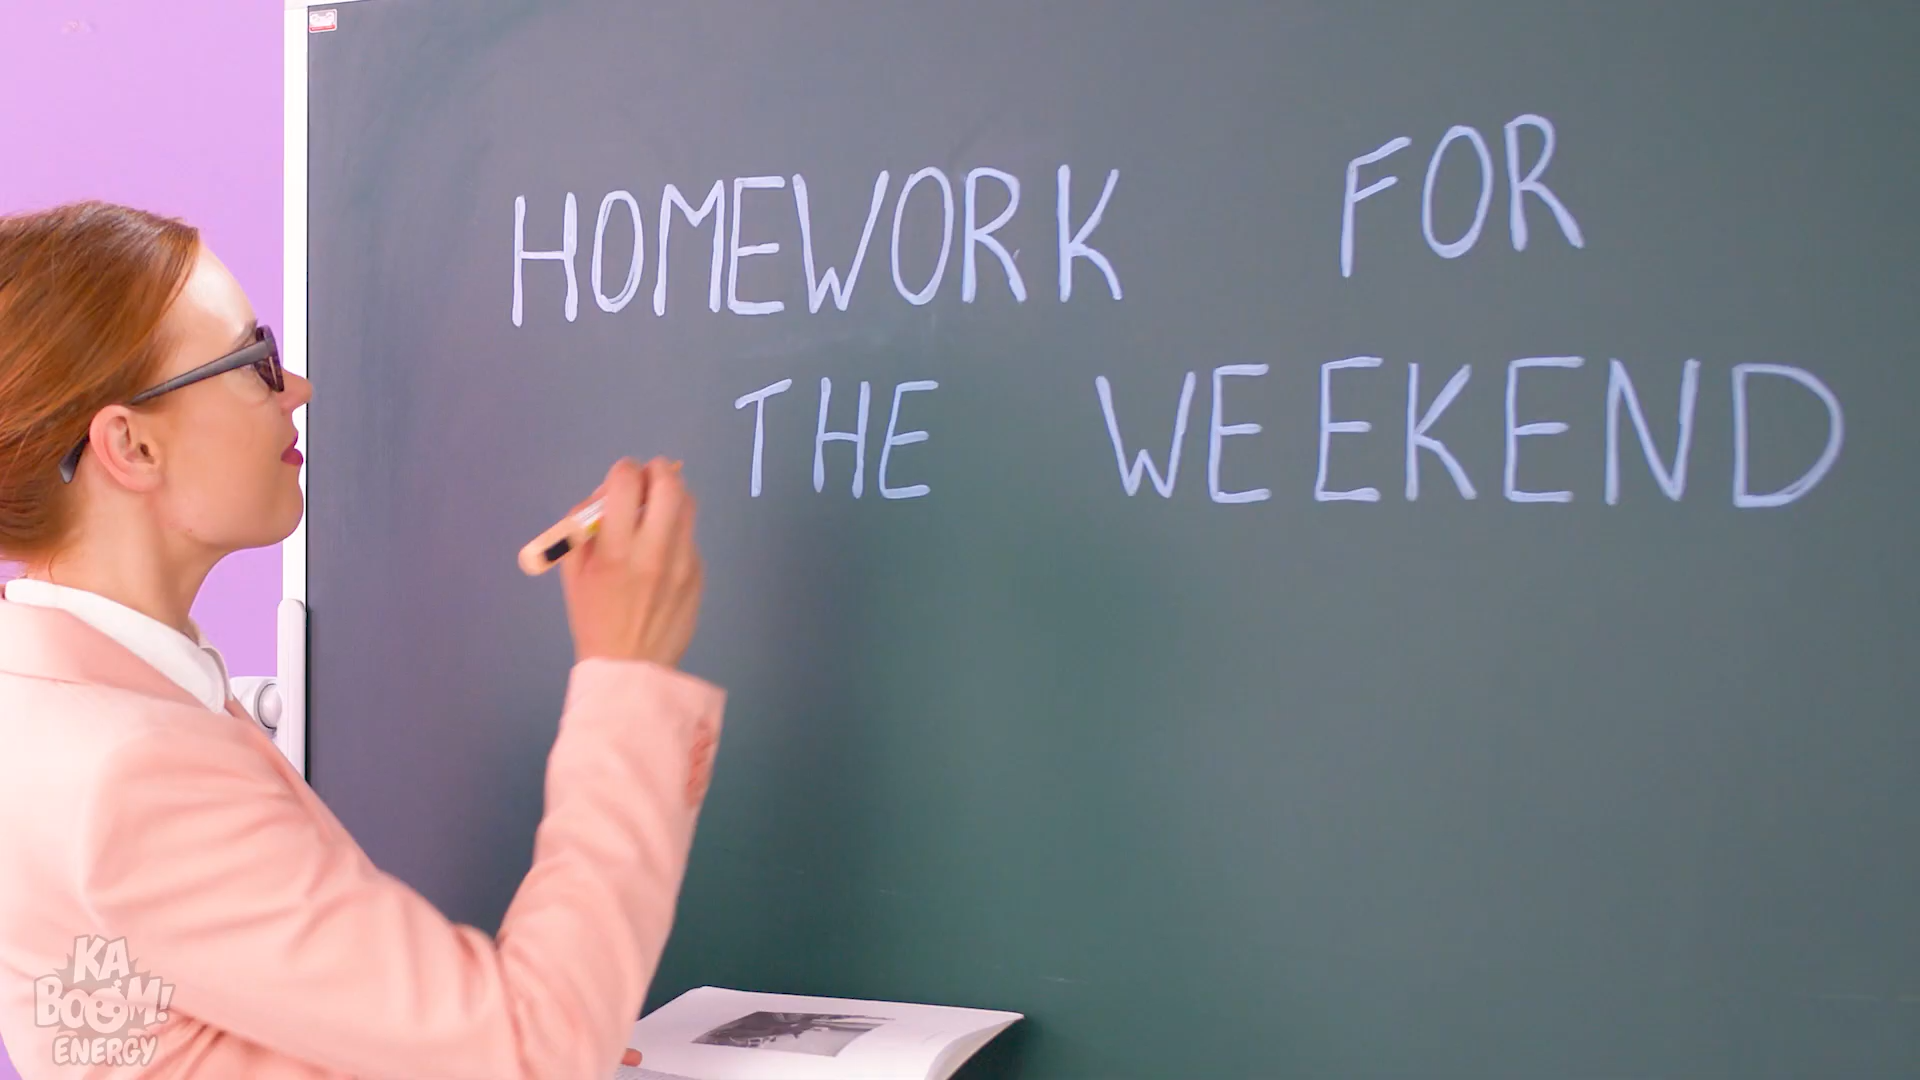 HOMEWORK FOR
THE WEEKEND
KA
BOOM!
ENERGY